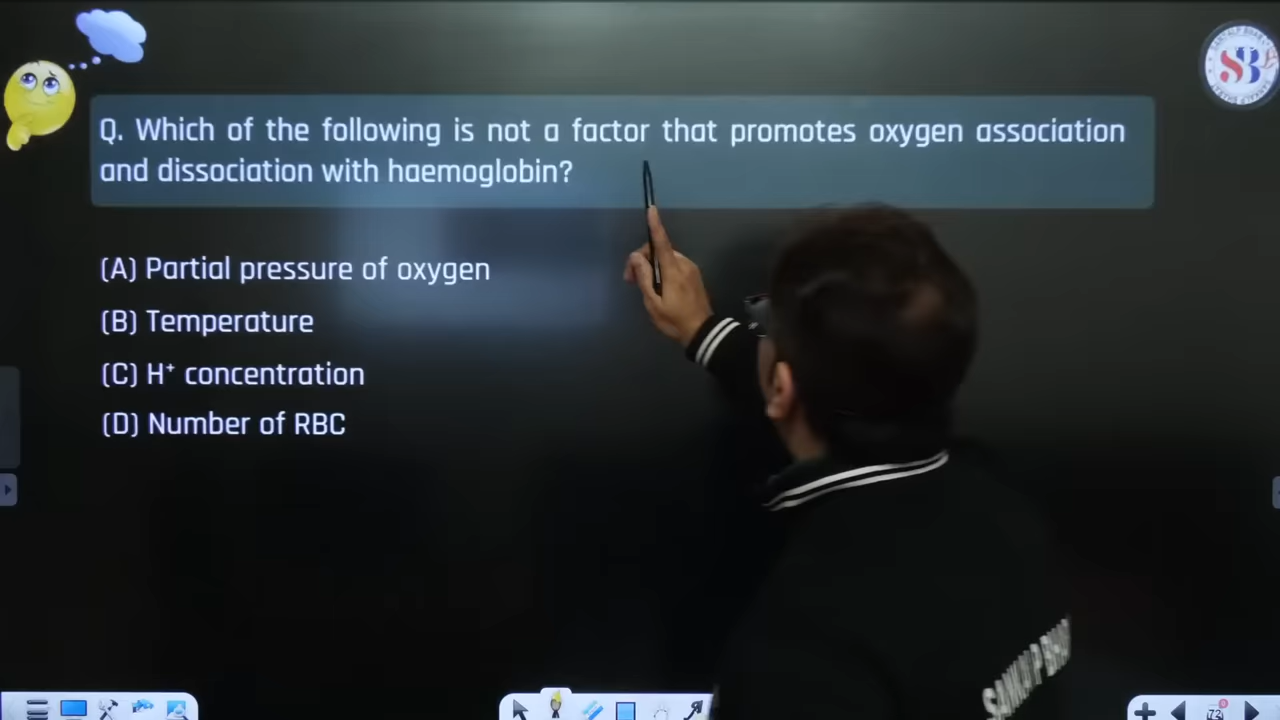 Q. Which of the following is not a factor that promotes oxygen association
and dissociation with haemoglobin?
(A) Partial pressure of oxygen
(B) Temperature
(C) H⁺ concentration
(D) Number of RBC
SB